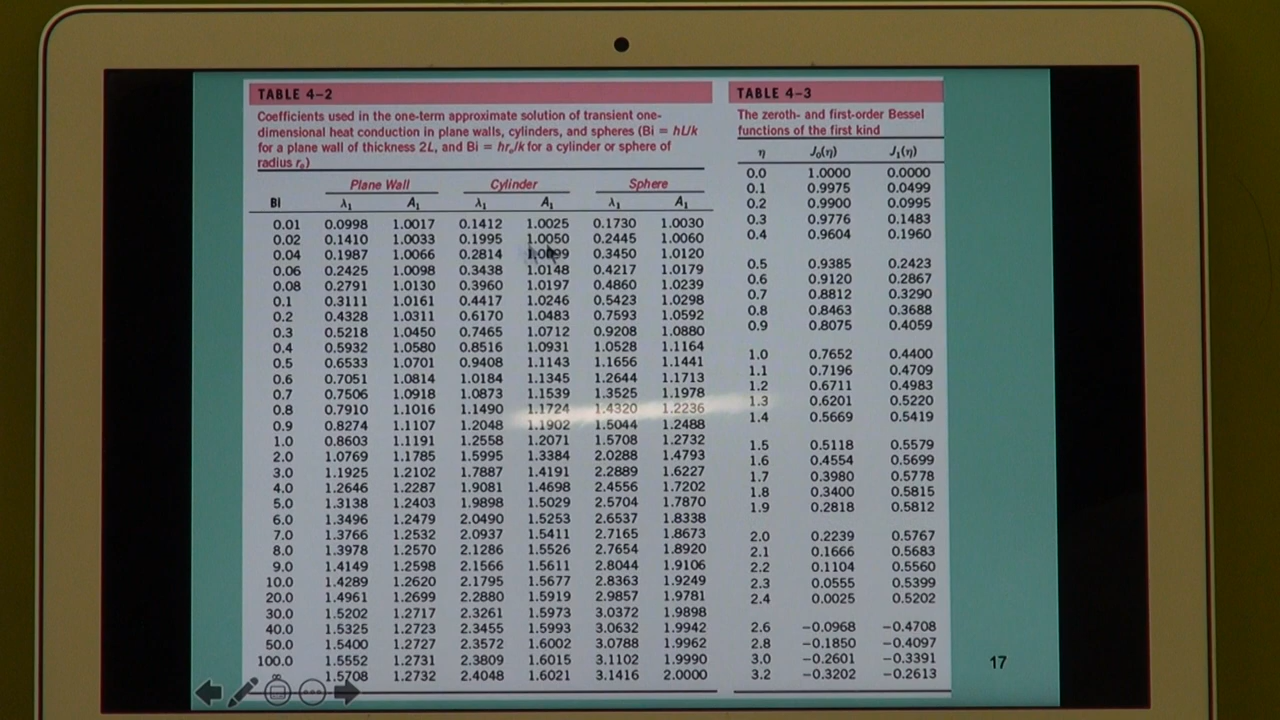 TABLE 4–2
Coefficients used in the one-term approximate solution of transient one-
dimensional heat conduction in plane walls, cylinders, and spheres (Bi = hL/k
for a plane wall of thickness 2L, and Bi = hrₒ/k for a cylinder or sphere of
radius rₒ)
Plane Wall Cylinder Sphere
Bi λ₁ A₁ λ₁ A₁ λ₁ A₁
0.01 0.0998 1.0017 0.1412 1.0025 0.1730 1.0030
0.02 0.1410 1.0033 0.1995 1.0050 0.2445 1.0060
0.04 0.1987 1.0066 0.2814 0.3450 1.0120
0.06 0.2425 1.0098 0.3438 1.0148 0.4217 1.0179
0.08 0.2791 1.0130 0.3960 1.0197 0.4860 1.0239
0.1 0.3111 1.0161 0.4417 1.0246 0.5423 1.0298
0.2 0.4328 1.0311 0.6170 1.0483 0.7593 1.0592
0.3 0.5218 1.0450 0.7465 1.0712 0.9208 1.0880
0.4 0.5932 1.0580 0.8516 1.0931 1.0528 1.1164
0.5 0.6533 1.0701 0.9408 1.1143 1.1656 1.1441
0.6 0.7051 1.0814 1.0184 1.1345 1.2644 1.1713
0.7 0.7506 1.0918 1.0873 1.1539 1.3525 1.1978
0.8 0.7910 1.1016 1.1490 1.1724 1.4320 1.2236
0.9 0.8274 1.1107 1.2048 1.1902 1.5044 1.2488
1.0 0.8603 1.1191 1.2558 1.2071 1.5708 1.2732
2.0 1.0769 1.1785 1.5995 1.3384 2.0288 1.4793
3.0 1.1925 1.2102 1.7887 1.4191 2.2889 1.6227
4.0 1.2646 1.2287 1.9081 1.4698 2.4556 1.7202
5.0 1.3138 1.2403 1.9898 1.5029 2.5704 1.7870
6.0 1.3496 1.2479 2.0490 1.5253 2.6537 1.8338
7.0 1.3766 1.2532 2.0937 1.5411 2.7165 1.8673
8.0 1.3978 1.2570 2.1286 1.5526 2.7654 1.8920
9.0 1.4149 1.2598 2.1566 1.5611 2.8044 1.9106
10.0 1.4289 1.2620 2.1795 1.5677 2.8363 1.9249
20.0 1.4961 1.2699 2.2880 1.5919 2.9857 1.9781
30.0 1.5202 1.2717 2.3261 1.5973 3.0372 1.9898
40.0 1.5325 1.2723 2.3455 1.5993 3.0632 1.9942
50.0 1.5400 1.2727 2.3572 1.6002 3.0788 1.9962
100.0 1.5552 1.2731 2.3809 1.6015 3.1102 1.9990
∞ 1.5708 1.2732 2.4048 1.6021 3.1416 2.0000
TABLE 4–3
The zeroth- and first-order Bessel
functions of the first kind
η J₀(η) J₁(η)
0.0 1.0000 0.0000
0.1 0.9975 0.0499
0.2 0.9900 0.0995
0.3 0.9776 0.1483
0.4 0.9604 0.1960
0.5 0.9385 0.2423
0.6 0.9120 0.2867
0.7 0.8812 0.3290
0.8 0.8463 0.3688
0.9 0.8075 0.4059
1.0 0.7652 0.4400
1.1 0.7196 0.4709
1.2 0.6711 0.4983
1.3 0.6201 0.5220
1.4 0.5669 0.5419
1.5 0.5118 0.5579
1.6 0.4554 0.5699
1.7 0.3980 0.5778
1.8 0.3400 0.5815
1.9 0.2818 0.5812
2.0 0.2239 0.5767
2.1 0.1666 0.5683
2.2 0.1104 0.5560
2.3 0.0555 0.5399
2.4 0.0025 0.5202
2.6 −0.0968 −0.4708
2.8 −0.1850 −0.4097
3.0 −0.2601 −0.3391
3.2 −0.3202 −0.2613
17